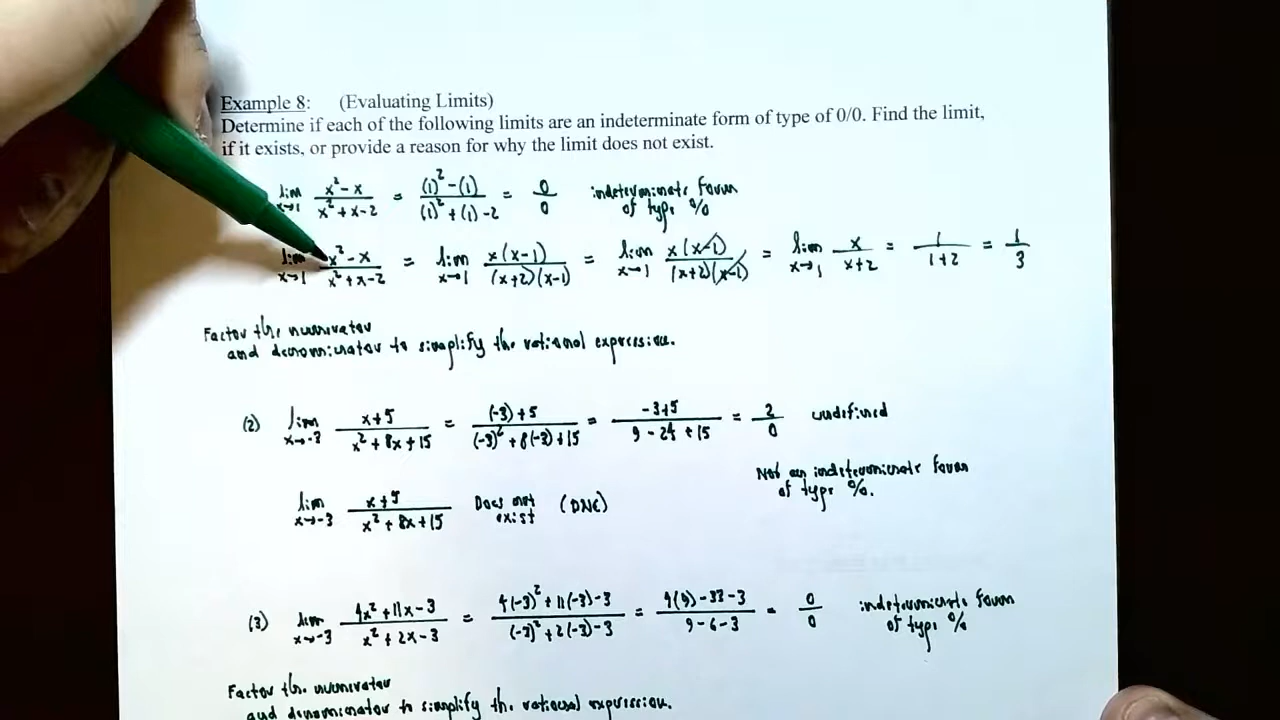 Example 8: (Evaluating Limits)
Determine if each of the following limits are an indeterminate form of type of 0/0. Find the limit,
if it exists, or provide a reason for why the limit does not exist.
lim x→1 (x² - x)/(x² + x - 2) = ((1)² - (1))/((1)² + (1) - 2) = 0/0 indeterminate form of type 0/0
lim x→1 (x² - x)/(x² + x - 2) = lim x→1 x(x-1)/((x+2)(x-1)) = lim x→1 x(x-1)/((x+2)(x-1)) = lim x→1 x/(x+2) = 1/(1+2) = 1/3
Factor the numerator
and denominator to simplify the rational expression.
(2) lim x→-3 (x+5)/(x² + 8x + 15) = ((-3)+5)/((-3)² + 8(-3) + 15) = (-3+5)/(9 - 24 + 15) = 2/0 undefined
Not an indeterminate form
of type 0/0.
lim x→-3 (x+5)/(x² + 8x + 15) Does not exist (DNE)
(3) lim x→-3 (4x² + 11x - 3)/(x² + 2x - 3) = (4(-3)² + 11(-3) - 3)/((-3)² + 2(-3) - 3) = (4(9) - 33 - 3)/(9 - 6 - 3) = 0/0 indeterminate form of type 0/0
Factor the numerator
and denominator to simplify the rational expression.